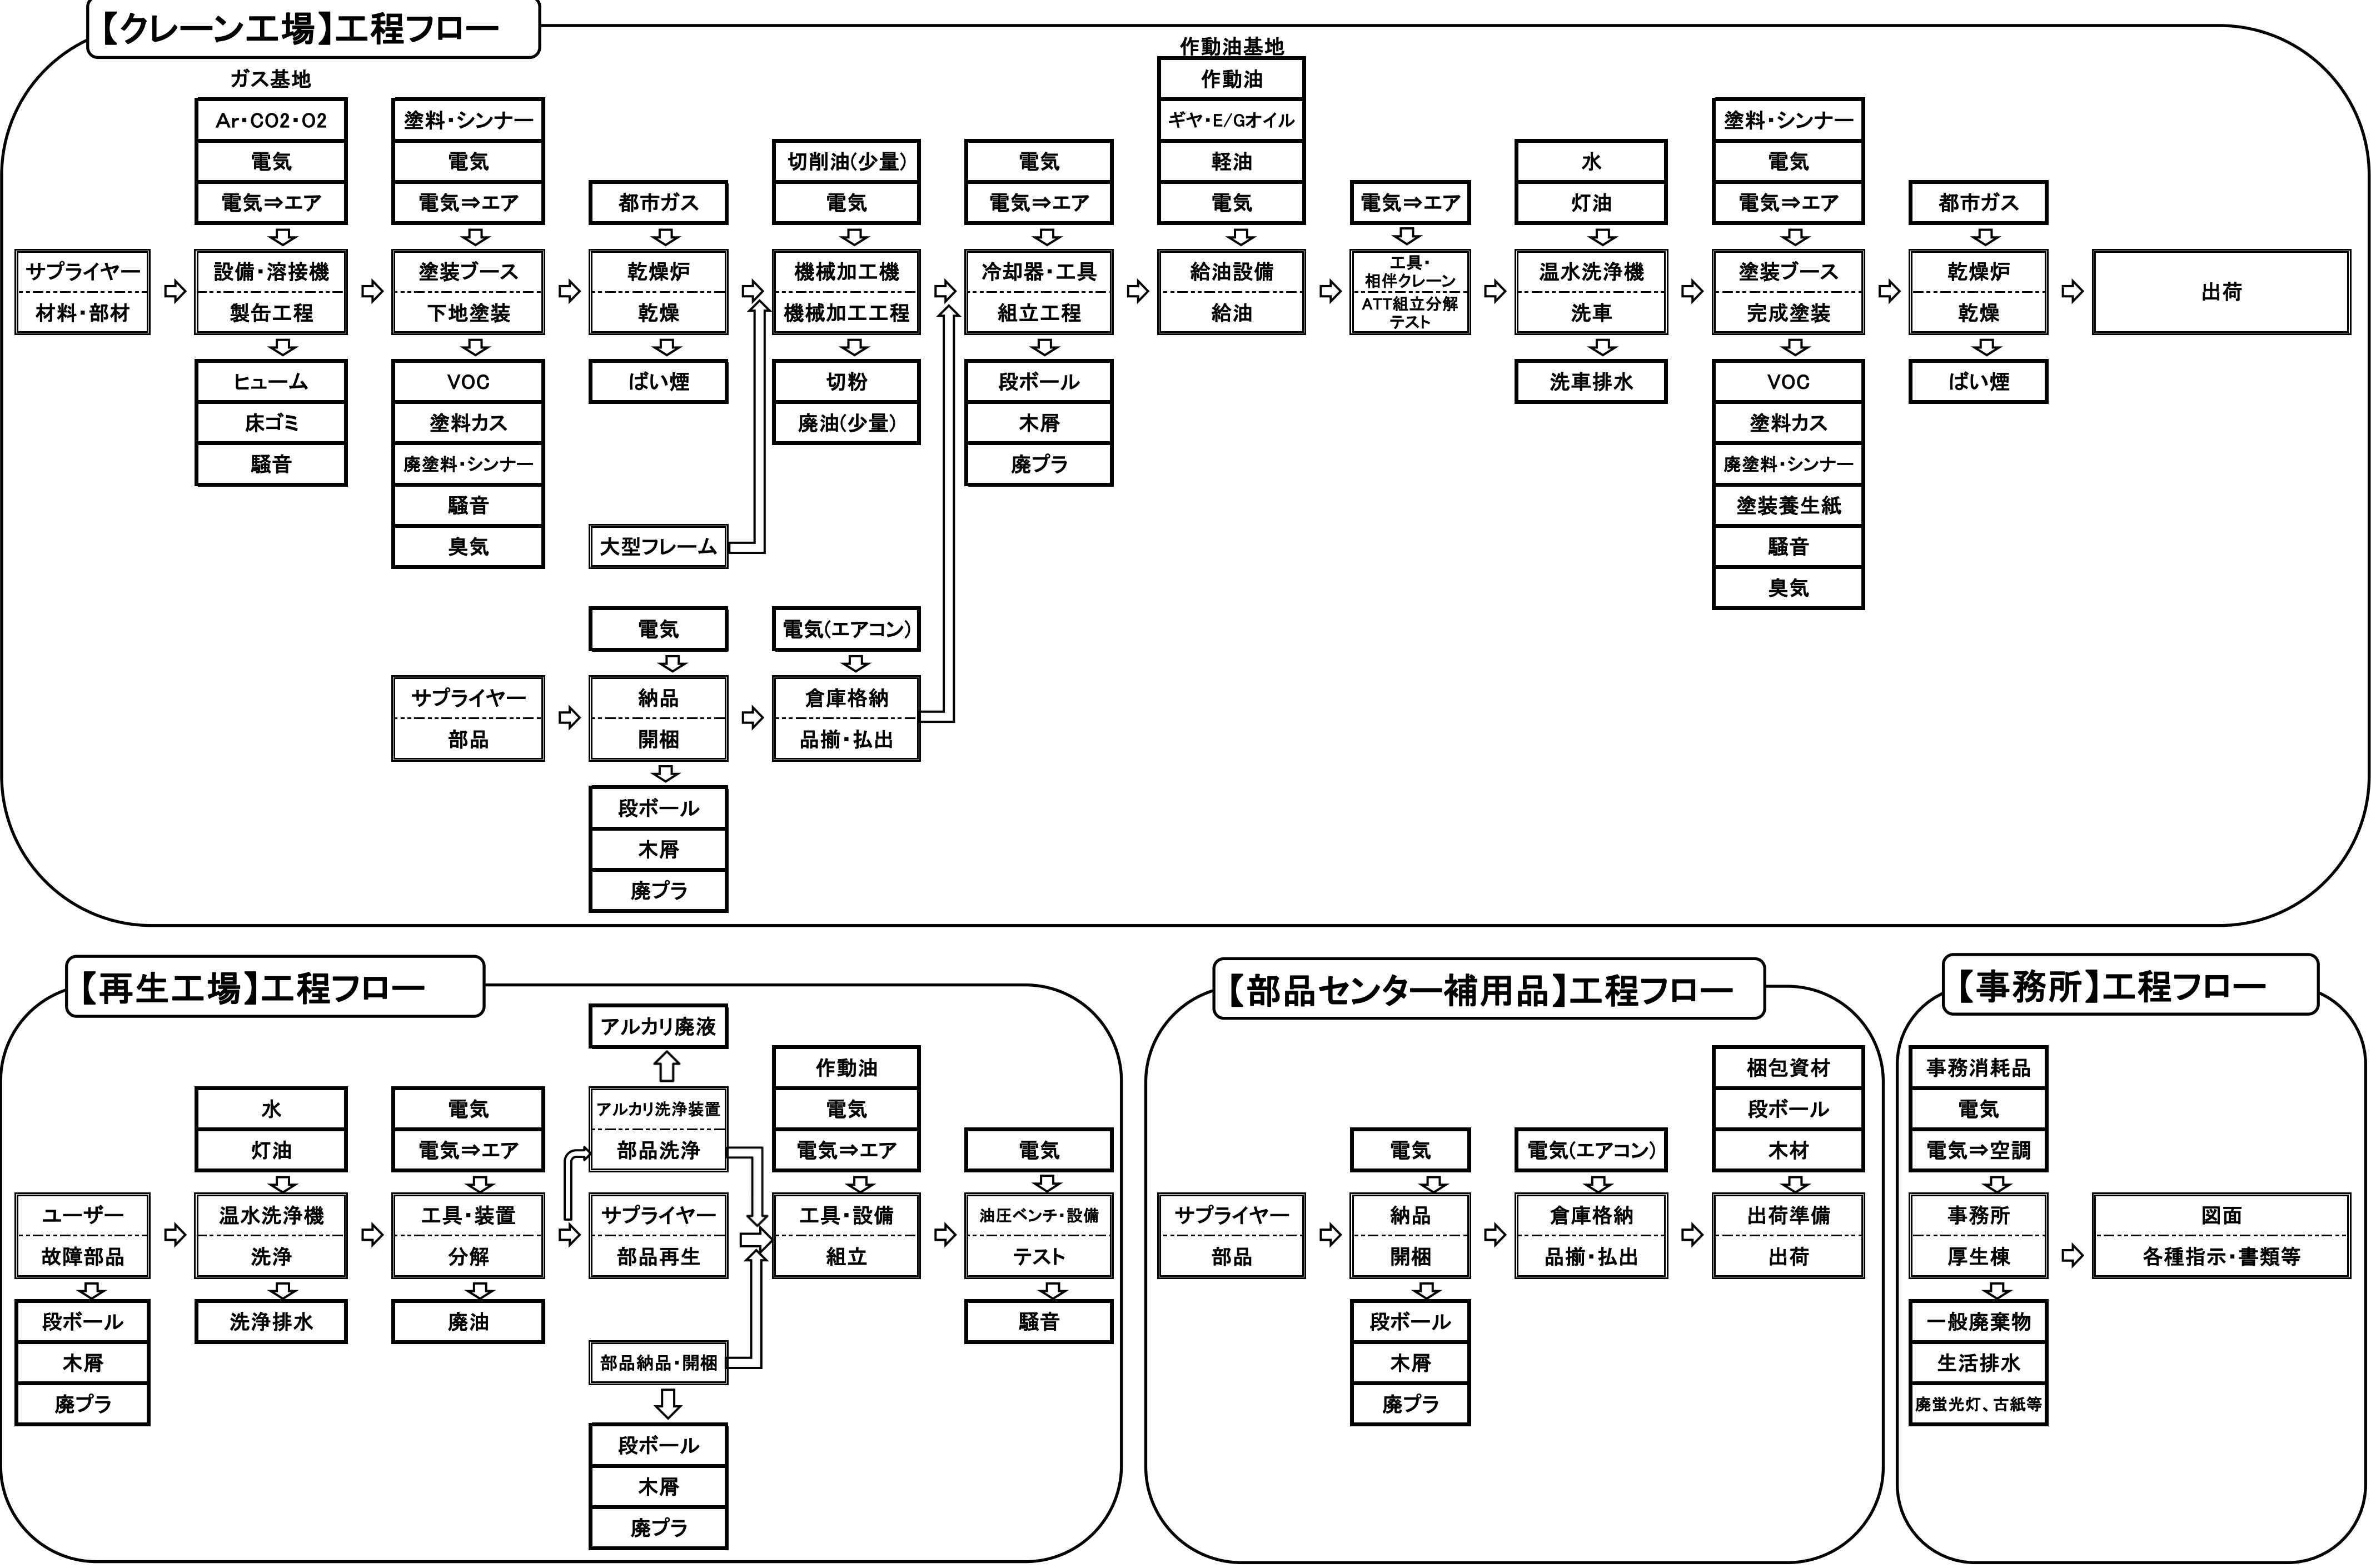 【クレーン工場】工程フロー
ガス基地
Ar・CO2・O2
電気
電気⇒エア
設備・溶接機
製缶工程
ヒューム
床ゴミ
騒音
サプライヤー
材料・部材
塗料・シンナー
電気
電気⇒エア
塗装ブース
下地塗装
VOC
塗料カス
廃塗料・シンナー
騒音
臭気
都市ガス
乾燥炉
乾燥
ばい煙
大型フレーム
切削油(少量)
電気
機械加工機
機械加工工程
切粉
廃油(少量)
電気
電気⇒エア
冷却器・工具
組立工程
段ボール
木屑
廃プラ
作動油基地
作動油
ギヤ・E/Gオイル
軽油
電気
給油設備
給油
電気⇒エア
工具・
相伴クレーン
ATT組立分解
テスト
水
灯油
温水洗浄機
洗車
洗車排水
塗料・シンナー
電気
電気⇒エア
塗装ブース
完成塗装
VOC
塗料カス
廃塗料・シンナー
塗装養生紙
騒音
臭気
都市ガス
乾燥炉
乾燥
ばい煙
出荷
サプライヤー
部品
電気
納品
開梱
段ボール
木屑
廃プラ
電気(エアコン)
倉庫格納
品揃・払出
【再生工場】工程フロー
ユーザー
故障部品
段ボール
木屑
廃プラ
水
灯油
温水洗浄機
洗浄
洗浄排水
電気
電気⇒エア
工具・装置
分解
廃油
アルカリ廃液
アルカリ洗浄装置
部品洗浄
サプライヤー
部品再生
部品納品・開梱
段ボール
木屑
廃プラ
作動油
電気
電気⇒エア
工具・設備
組立
電気
油圧ベンチ・設備
テスト
騒音
【部品センター補用品】工程フロー
サプライヤー
部品
電気
納品
開梱
段ボール
木屑
廃プラ
電気(エアコン)
倉庫格納
品揃・払出
梱包資材
段ボール
木材
出荷準備
出荷
【事務所】工程フロー
事務消耗品
電気
電気⇒空調
事務所
厚生棟
一般廃棄物
生活排水
廃蛍光灯、古紙等
図面
各種指示・書類等